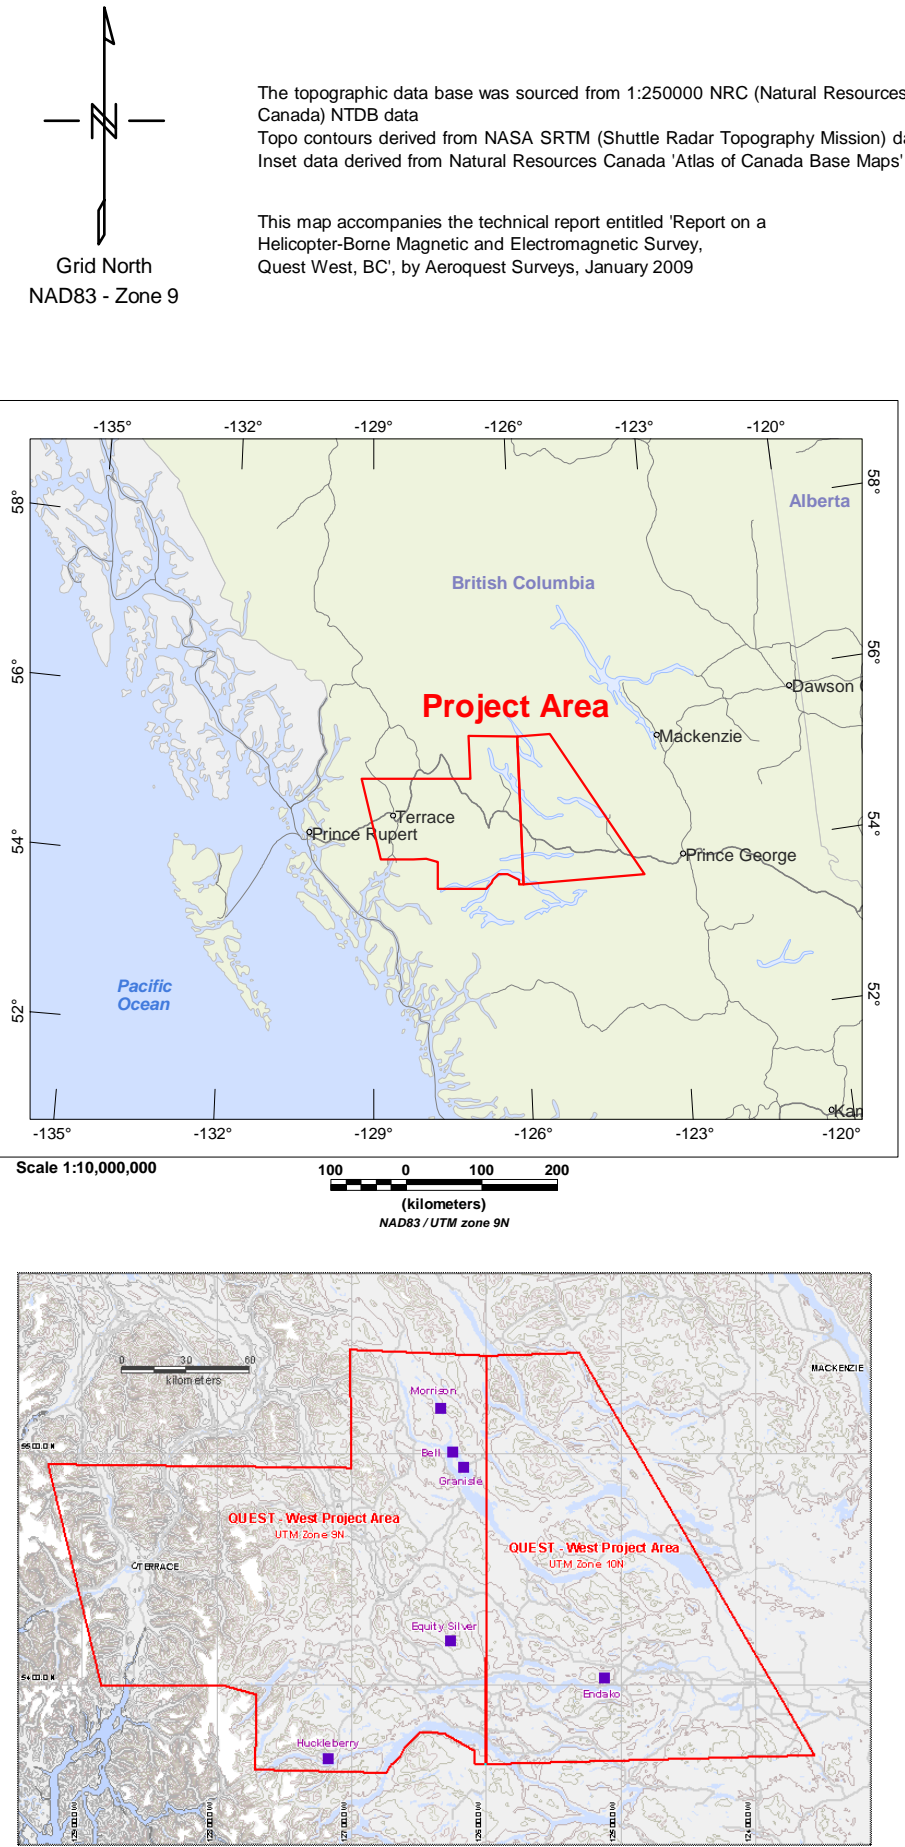 The topographic data base was sourced from 1:250000 NRC (Natural Resources
Canada) NTDB data
Topo contours derived from NASA SRTM (Shuttle Radar Topography Mission) da
Inset data derived from Natural Resources Canada 'Atlas of Canada Base Maps'
This map accompanies the technical report entitled 'Report on a
Helicopter-Borne Magnetic and Electromagnetic Survey,
Quest West, BC', by Aeroquest Surveys, January 2009
N
Grid North
NAD83 - Zone 9
-135° -132° -129° -126° -123° -120°
58° 58°
Alberta
British Columbia
56° 56°
Dawson
Project Area
Mackenzie
Terrace
Prince Rupert
54° 54°
Prince George
Pacific
Ocean
52° 52°
Kam
-135° -132° -129° -126° -123° -120°
Scale 1:10,000,000
100 0 100 200
(kilometers)
NAD83 / UTM zone 9N
0 30 60
kilometers
MACKENZIE
Morrison
Bell
Granisle
QUEST - West Project Area
UTM Zone 9N
QUEST - West Project Area
UTM Zone 10N
TERRACE
Equity Silver
Endako
Huckleberry